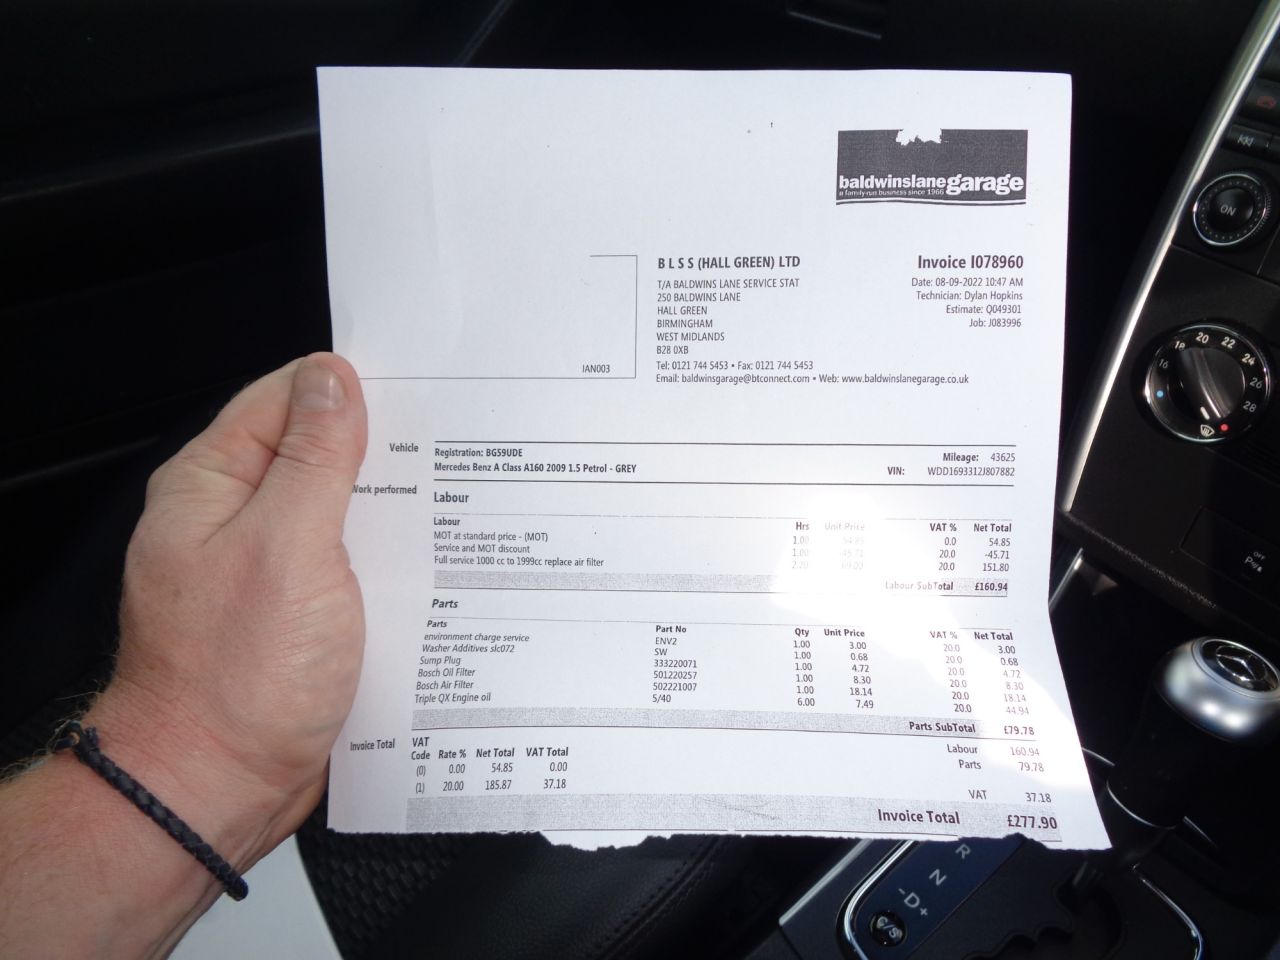 baldwinslanegarage
a family-run business since 1966
B L S S (HALL GREEN) LTD
T/A BALDWINS LANE SERVICE STAT
250 BALDWINS LANE
HALL GREEN
BIRMINGHAM
WEST MIDLANDS
B28 0XB
Tel: 0121 744 5453 • Fax: 0121 744 5453
Email: baldwinsgarage@btconnect.com • Web: www.baldwinslanegarage.co.uk
Invoice I078960
Date: 08-09-2022 10:47 AM
Technician: Dylan Hopkins
Estimate: Q049301
Job: J083996
IAN003
Vehicle
Registration: BG59UDE
Mercedes Benz A Class A160 2009 1.5 Petrol - GREY
Mileage: 43625
VIN: WDD1693312J807882
Work performed
Labour
Labour Hrs Unit Price VAT % Net Total
MOT at standard price - (MOT) 1.00 54.85 0.0 54.85
Service and MOT discount 1.00 -45.71 20.0 -45.71
Full service 1000 cc to 1999cc replace air filter 2.20 69.00 20.0 151.80
Labour SubTotal £160.94
Parts
Parts Part No Qty Unit Price VAT % Net Total
environment charge service ENV2 1.00 3.00 20.0 3.00
Washer Additives slc072 SW 1.00 0.68 20.0 0.68
Sump Plug 333220071 1.00 4.72 20.0 4.72
Bosch Oil Filter 501220257 1.00 8.30 20.0 8.30
Bosch Air Filter 502221007 1.00 18.14 20.0 18.14
Triple QX Engine oil 5/40 6.00 7.49 20.0 44.94
Parts SubTotal £79.78
Invoice Total
VAT Code Rate % Net Total VAT Total
(0) 0.00 54.85 0.00
(1) 20.00 185.87 37.18
Labour 160.94
Parts 79.78
VAT 37.18
Invoice Total £277.90
ON
16 18 20 22 24 26 28
OFF
R
N
-D+
C/S